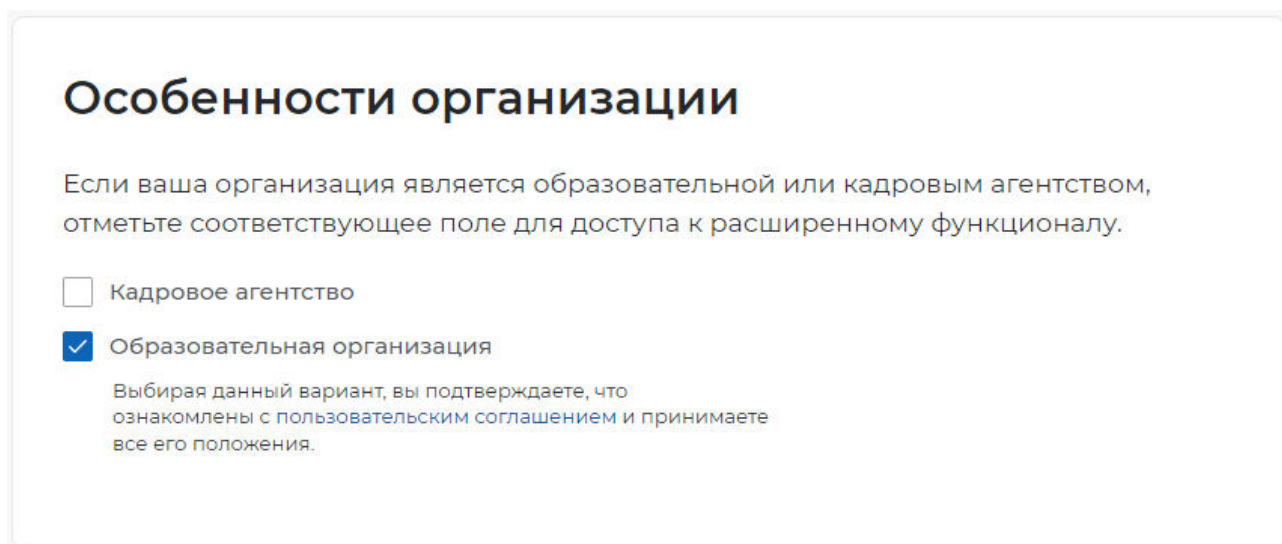 Особенности организации
Если ваша организация является образовательной или кадровым агентством,
отметьте соответствующее поле для доступа к расширенному функционалу.
Кадровое агентство
Образовательная организация
Выбирая данный вариант, вы подтверждаете, что
ознакомлены с пользовательским соглашением и принимаете
все его положения.